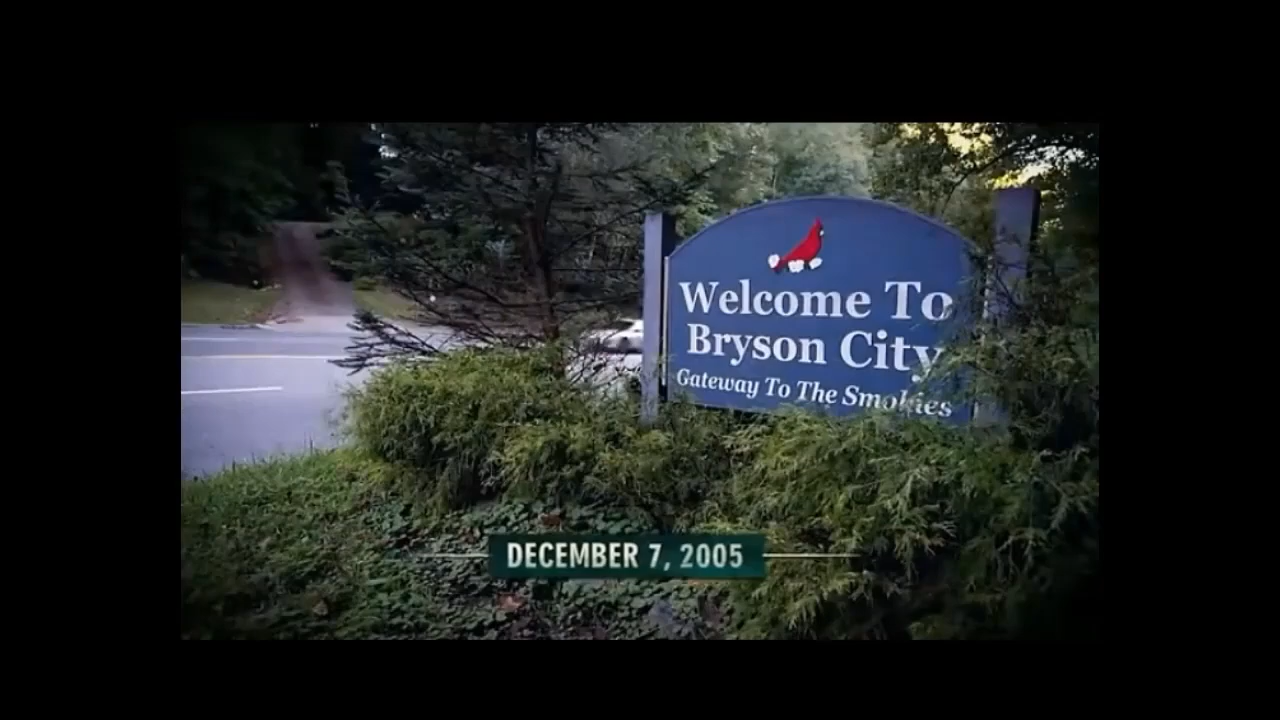 Welcome To
Bryson City
Gateway To The Smokies
DECEMBER 7, 2005